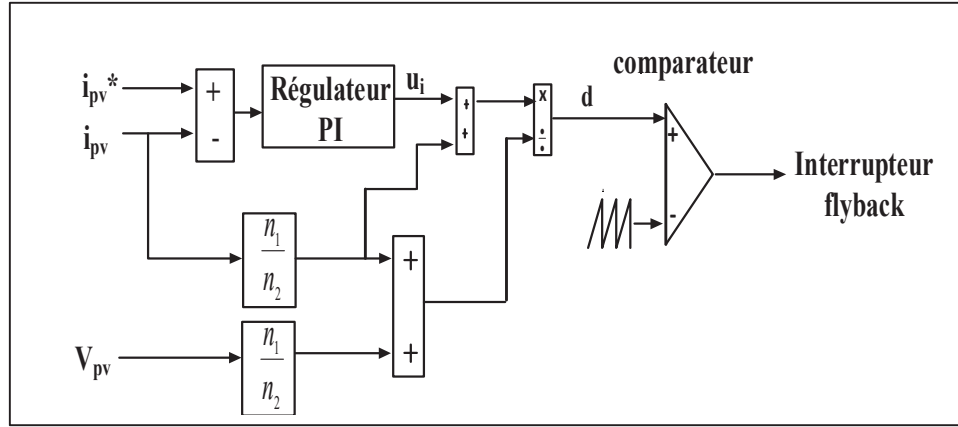 comparateur
i_pv*
+
-
Régulateur
PI
u_i
+
+
x
÷
d
+
-
Interrupteur
flyback
i_pv
n_1
n_2
+
+
V_pv
n_1
n_2